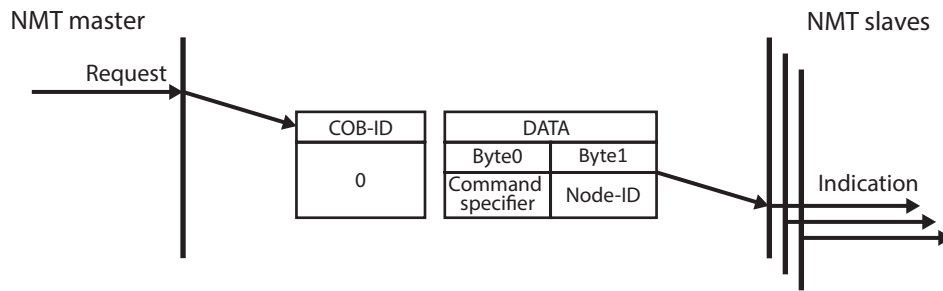 NMT master
NMT slaves
Request
COB-ID
DATA
Byte0
Byte1
0
Command
specifier
Node-ID
Indication